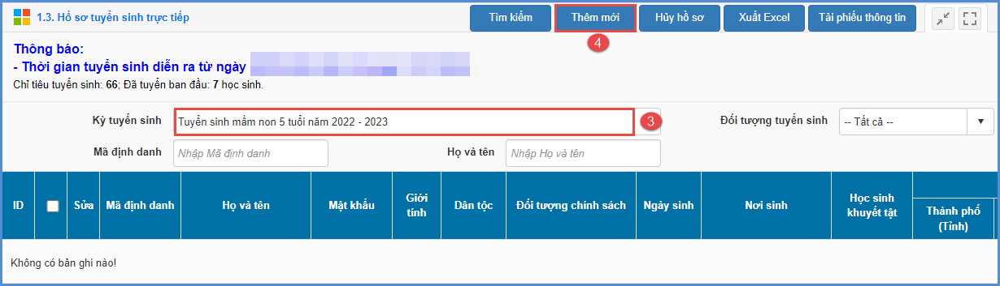 1.3. Hồ sơ tuyển sinh trực tiếp
Tìm kiếm
Thêm mới
Hủy hồ sơ
Xuất Excel
Tải phiếu thông tin
4
Thông báo:
- Thời gian tuyển sinh diễn ra từ ngày
Chỉ tiêu tuyển sinh: 66; Đã tuyển ban đầu: 7 học sinh.
Kỳ tuyển sinh
Tuyển sinh mầm non 5 tuổi năm 2022 - 2023
3
Đối tượng tuyển sinh
-- Tất cả --
Mã định danh
Nhập Mã định danh
Họ và tên
Nhập Họ và tên
ID
Sửa
Mã định danh
Họ và tên
Mật khẩu
Giới
tính
Dân tộc
Đối tượng chính sách
Ngày sinh
Nơi sinh
Học sinh
khuyết tật
Thành phố
(Tỉnh)
Không có bản ghi nào!